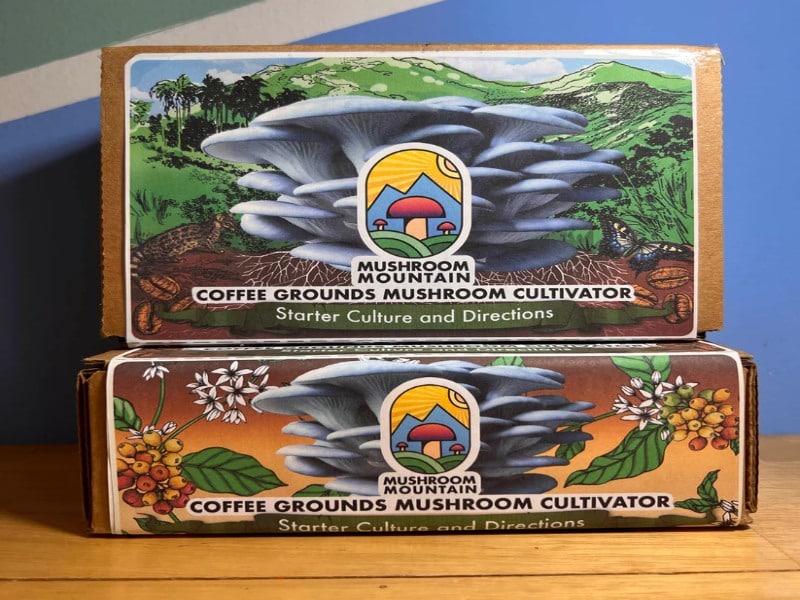 MUSHROOM
MOUNTAIN
COFFEE GROUNDS MUSHROOM CULTIVATOR
Starter Culture and Directions
MUSHROOM
MOUNTAIN
COFFEE GROUNDS MUSHROOM CULTIVATOR
Starter Culture and Directions